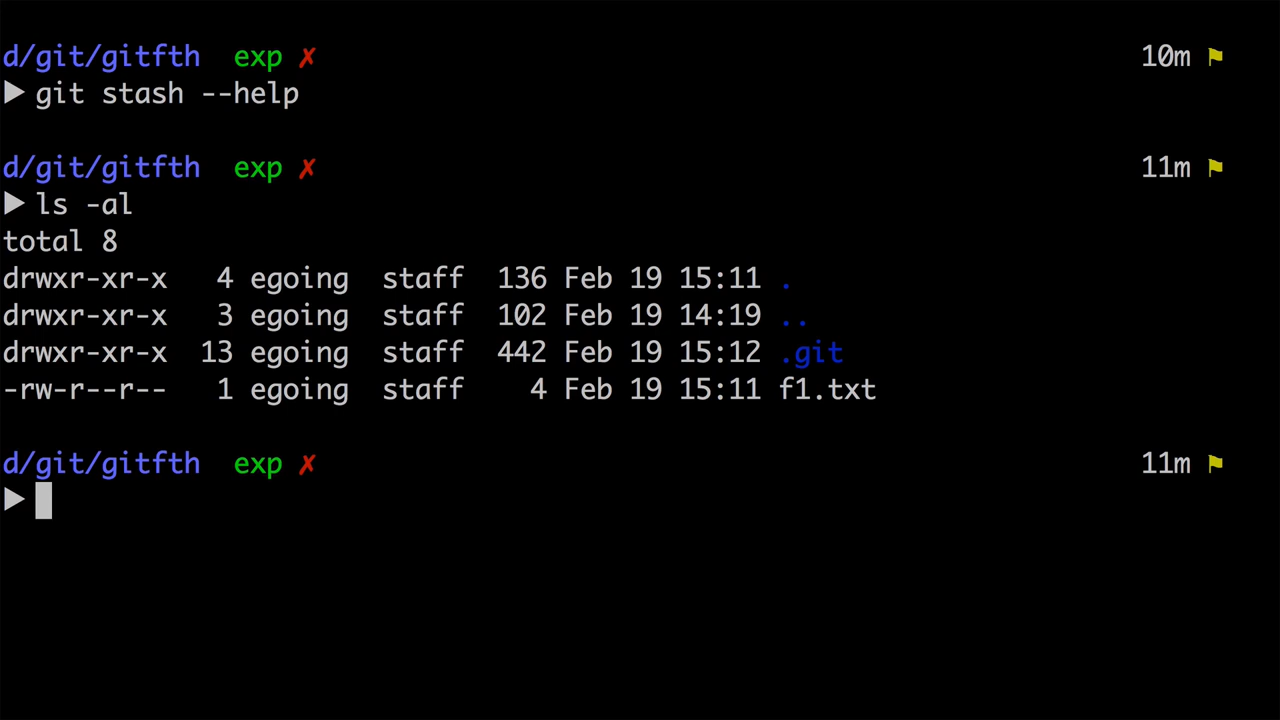 d/git/gitfth  exp ✗ 10m ⚑
▶ git stash --help
d/git/gitfth  exp ✗ 11m ⚑
▶ ls -al
total 8
drwxr-xr-x   4 egoing  staff  136 Feb 19 15:11 .
drwxr-xr-x   3 egoing  staff  102 Feb 19 14:19 ..
drwxr-xr-x  13 egoing  staff  442 Feb 19 15:12 .git
-rw-r--r--   1 egoing  staff    4 Feb 19 15:11 f1.txt
d/git/gitfth  exp ✗ 11m ⚑
▶